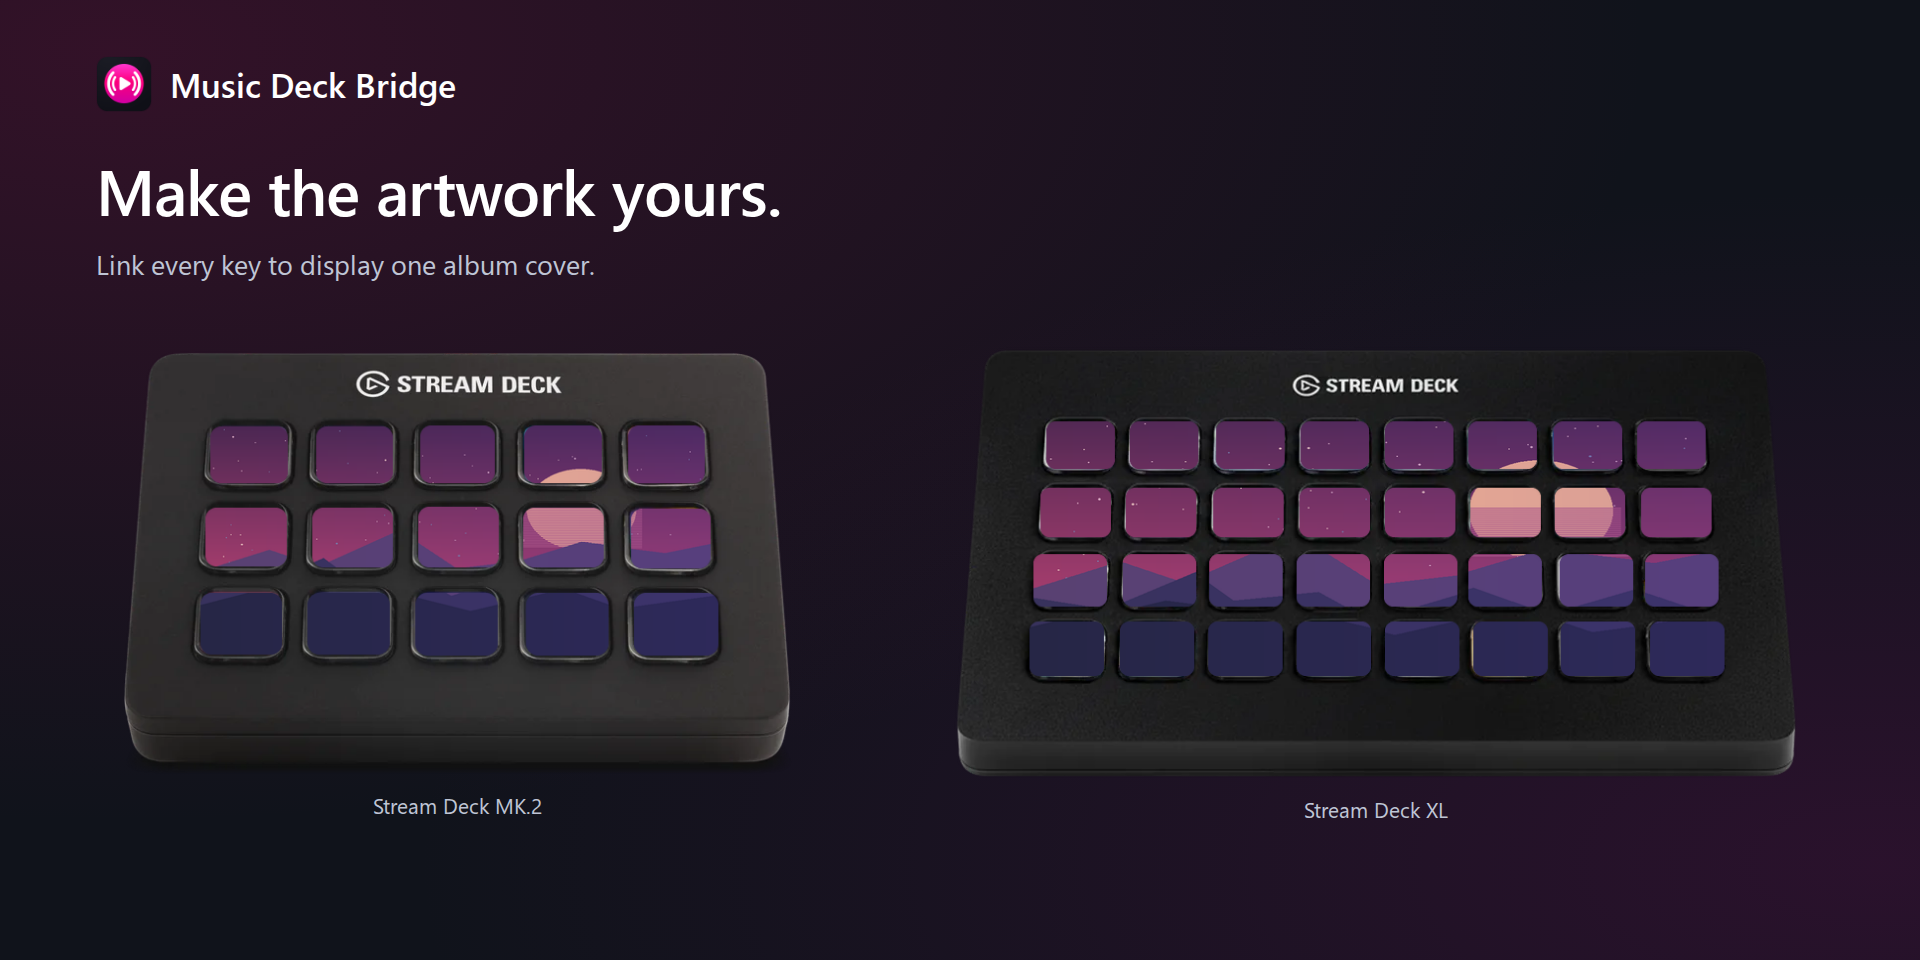 Music Deck Bridge
Make the artwork yours.
Link every key to display one album cover.
STREAM DECK
STREAM DECK
Stream Deck MK.2
Stream Deck XL